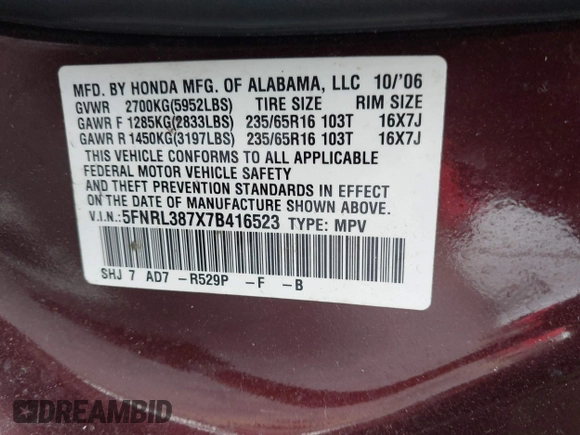 MFD. BY HONDA MFG. OF ALABAMA, LLC 10/'06
GVWR 2700KG(5952LBS) TIRE SIZE RIM SIZE
GAWR F 1285KG(2833LBS) 235/65R16 103T 16X7J
GAWR R 1450KG(3197LBS) 235/65R16 103T 16X7J
THIS VEHICLE CONFORMS TO ALL APPLICABLE
FEDERAL MOTOR VEHICLE SAFETY
AND THEFT PREVENTION STANDARDS IN EFFECT
ON THE DATE OF MANUFACTURE SHOWN ABOVE.
V.I.N.:5FNRL387X7B416523 TYPE: MPV
SHJ 7 AD7 -R529P -F -B
DREAMBID